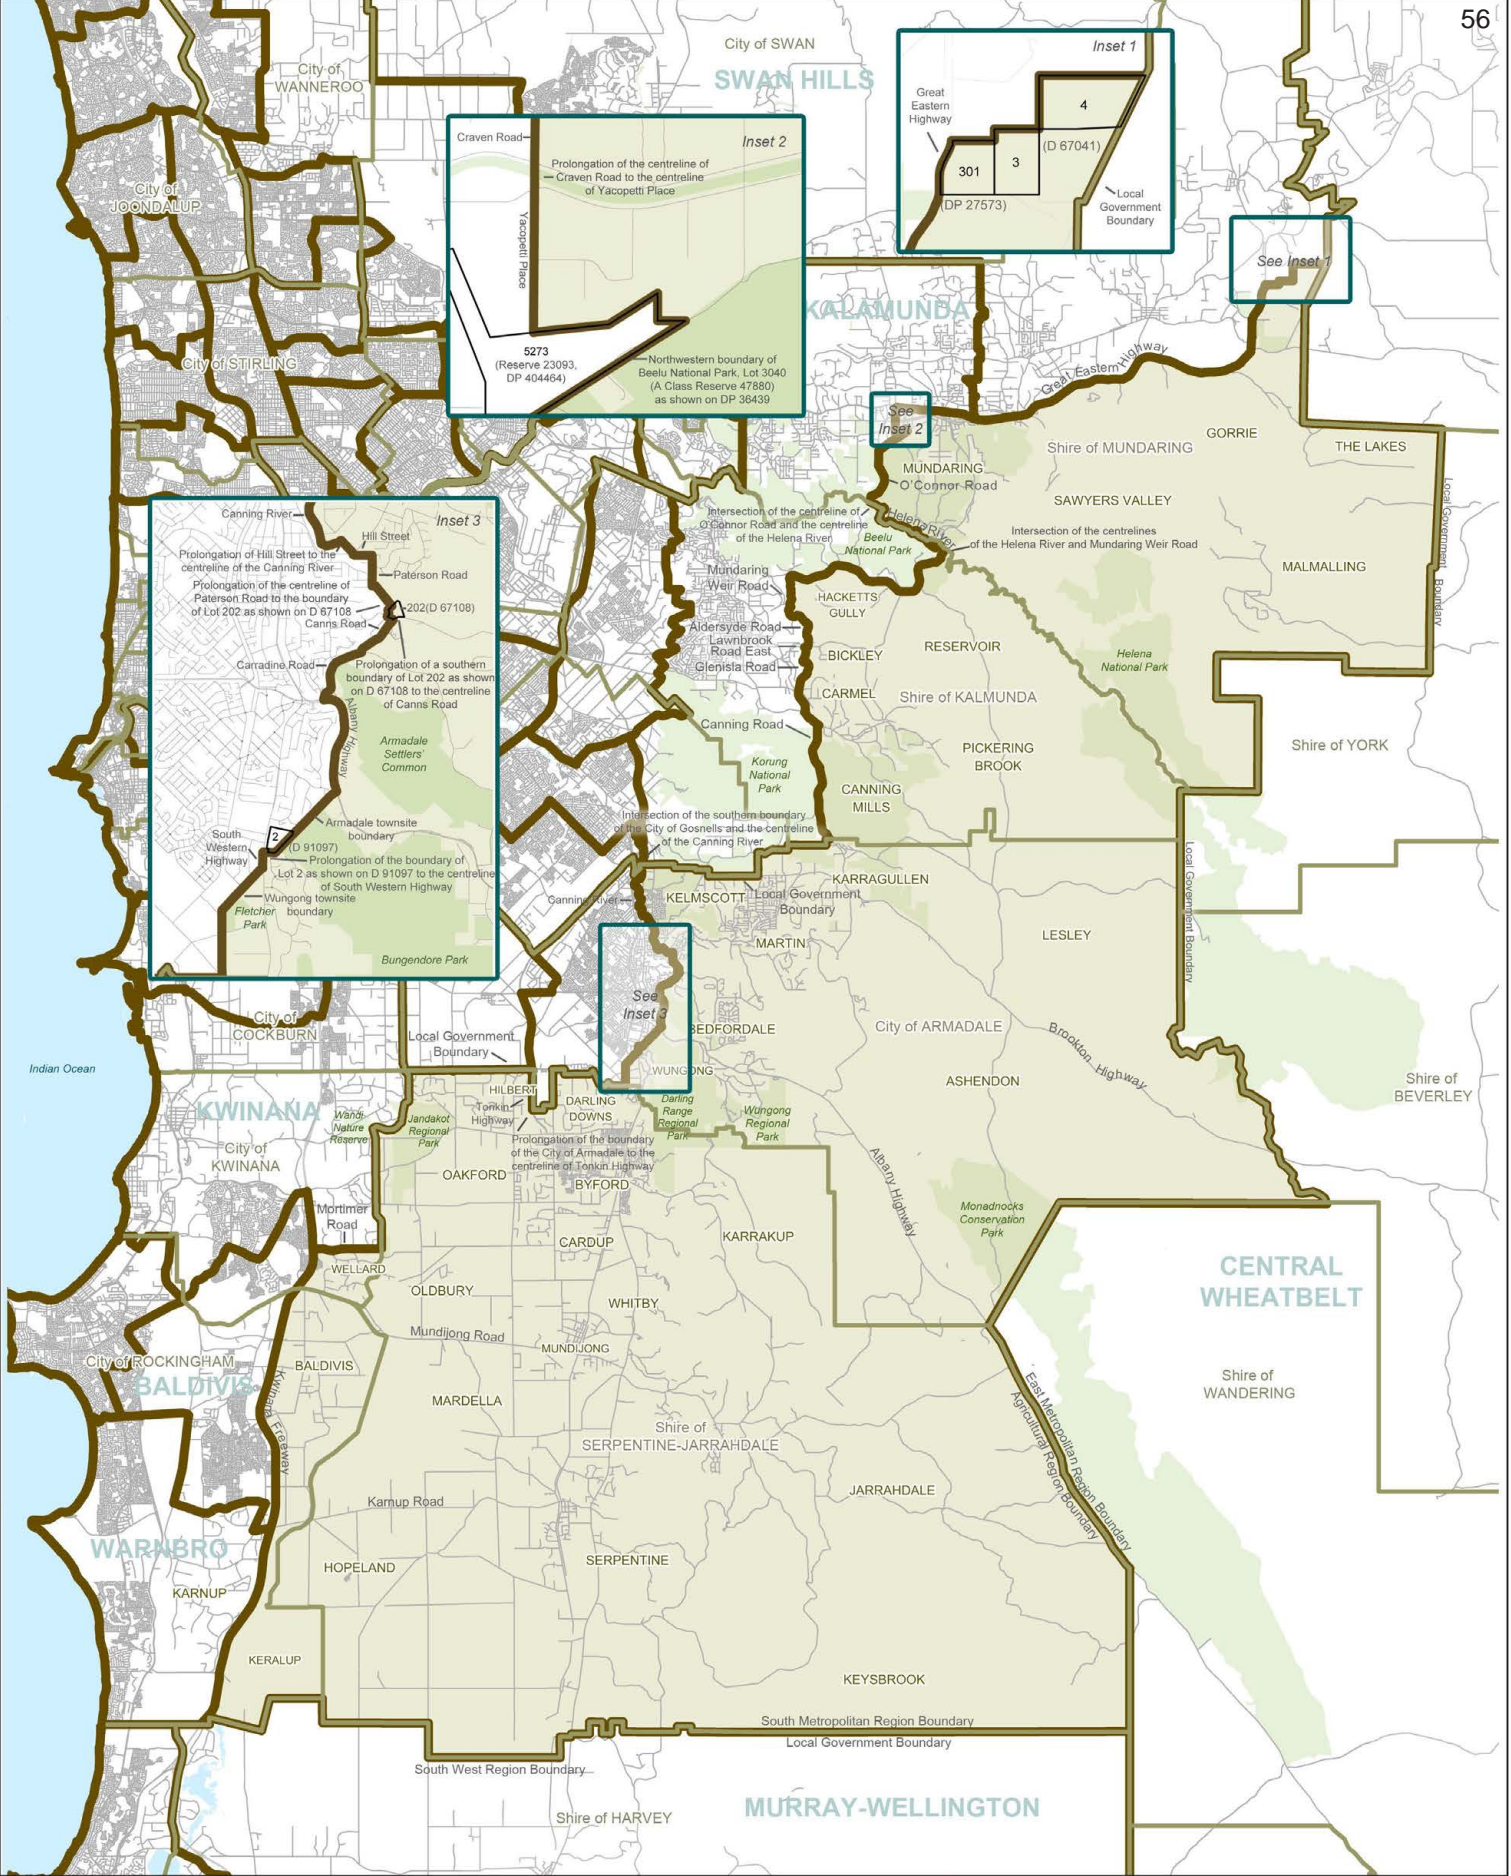 56
City of SWAN
SWAN HILLS
City of
WANNEROO
City of
JOONDALUP
City of STIRLING
Inset 1
Great
Eastern
Highway
4
(D 67041)
3
301
(DP 27573)
Local
Government
Boundary
See Inset 1
Inset 2
Craven Road
Prolongation of the centreline of
Craven Road to the centreline
of Yacopetti Place
Yacopetti Place
5273
(Reserve 23093,
DP 404464)
Northwestern boundary of
Beelu National Park, Lot 3040
(A Class Reserve 47880)
as shown on DP 36439
KALAMUNDA
Great Eastern Highway
See
Inset 2
GORRIE
Shire of MUNDARING
THE LAKES
MUNDARING
O'Connor Road
SAWYERS VALLEY
Local Government Boundary
Intersection of the centreline of
O'Connor Road and the centreline
of the Helena River
Helena River
Beelu
National Park
Intersection of the centrelines
of the Helena River and Mundaring Weir Road
MALMALLING
Mundaring
Weir Road
HACKETTS
GULLY
Aldersyde Road
Lawnbrook
Road East
Glenisla Road
BICKLEY
RESERVOIR
Helena
National Park
CARMEL
Shire of KALMUNDA
Canning Road
PICKERING
BROOK
Shire of YORK
Korung
National
Park
CANNING
MILLS
Intersection of the southern boundary
of the City of Gosnells and the centreline
of the Canning River
Inset 3
Canning River
Hill Street
Prolongation of Hill Street to the
centreline of the Canning River
Paterson Road
Prolongation of the centreline of
Paterson Road to the boundary
of Lot 202 as shown on D 67108
202(D 67108)
Canns Road
Carradine Road
Prolongation of a southern
boundary of Lot 202 as shown
on D 67108 to the centreline
of Canns Road
Albany Highway
Armadale
Settlers'
Common
Armadale townsite
boundary
South
Western
Highway
2
(D 91097)
Prolongation of the boundary of
Lot 2 as shown on D 91097 to the centreline
of South Western Highway
Wungong townsite
boundary
Fletcher
Park
Bungendore Park
KARRAGULLEN
Canning River
KELMSCOTT
Local Government
Boundary
Local Government Boundary
MARTIN
LESLEY
See
Inset 3
BEDFORDALE
City of ARMADALE
Brookton Highway
City of
COCKBURN
Local Government
Boundary
Indian Ocean
WUNGONG
ASHENDON
Shire of
BEVERLEY
HILBERT
Tonkin
Highway
DARLING
DOWNS
Darling
Range
Regional
Park
Wungong
Regional
Park
KWINANA
Wandi
Nature
Reserve
Jandakot
Regional
Park
City of
KWINANA
Prolongation of the boundary
of the City of Armadale to the
centreline of Tonkin Highway
OAKFORD
BYFORD
Albany Highway
Monadnocks
Conservation
Park
Mortimer
Road
CARDUP
KARRAKUP
CENTRAL
WHEATBELT
WELLARD
OLDBURY
WHITBY
Mundijong Road
MUNDIJONG
City of ROCKINGHAM
BALDIVIS
BALDIVIS
Kwinana Freeway
MARDELLA
Shire of
WANDERING
East Metropolitan Region Boundary
Agricultural Region Boundary
Shire of
SERPENTINE-JARRAHDALE
JARRAHDALE
Karnup Road
WARNBRO
KARNUP
HOPELAND
SERPENTINE
KERALUP
KEYSBROOK
South Metropolitan Region Boundary
Local Government Boundary
South West Region Boundary
Shire of HARVEY
MURRAY-WELLINGTON